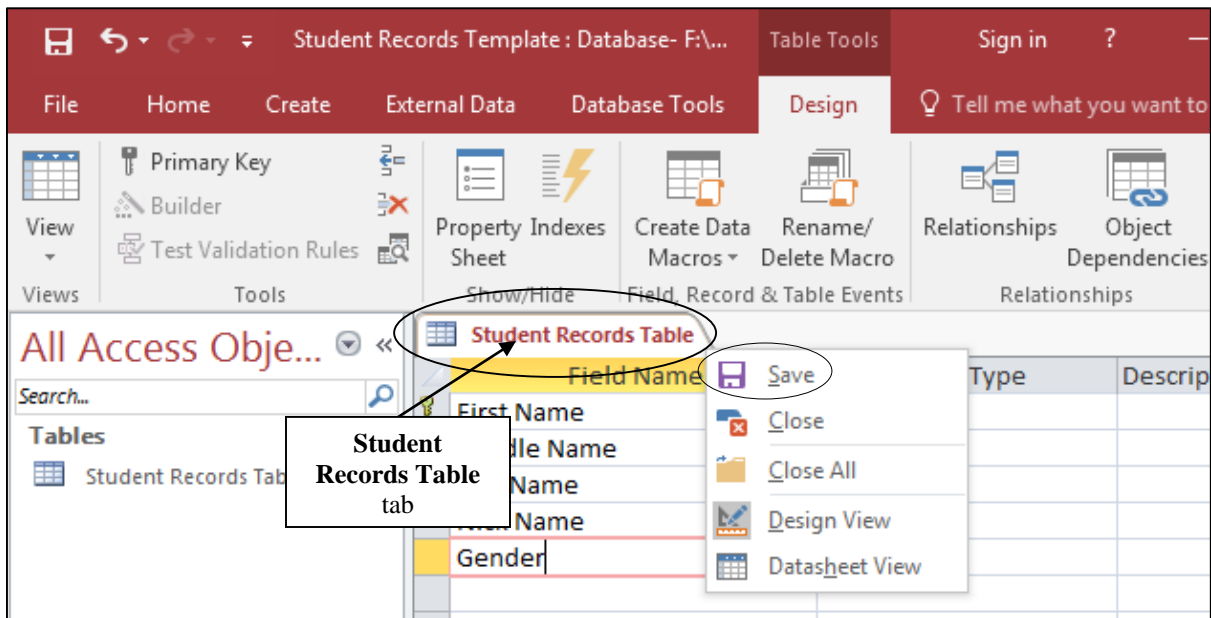 Student Records Template : Database- F:\... Table Tools Sign in ?
File Home Create External Data Database Tools Design Tell me what you want to
View
Primary Key
Builder
Test Validation Rules
Property Sheet
Indexes
Create Data Macros
Rename/ Delete Macro
Relationships
Object Dependencies
Views Tools Show/Hide Field, Record & Table Events Relationships
All Access Obje... «
Search...
Tables
Student Records Tab
Student Records Table
Field Name Type Descrip
First Name
dle Name
Name
Name
Gender
Student
Records Table
tab
Save
Close
Close All
Design View
Datasheet View